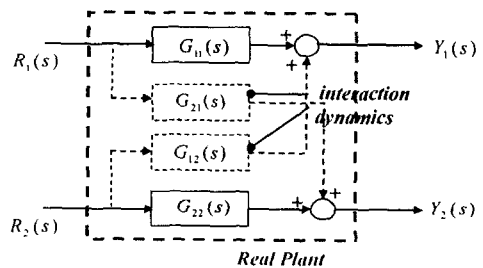 R₁(s)
G₁₁(s)
+
+
Y₁(s)
G₂₁(s)
interaction
dynamics
G₁₂(s)
R₂(s)
G₂₂(s)
+
+
Y₂(s)
Real Plant